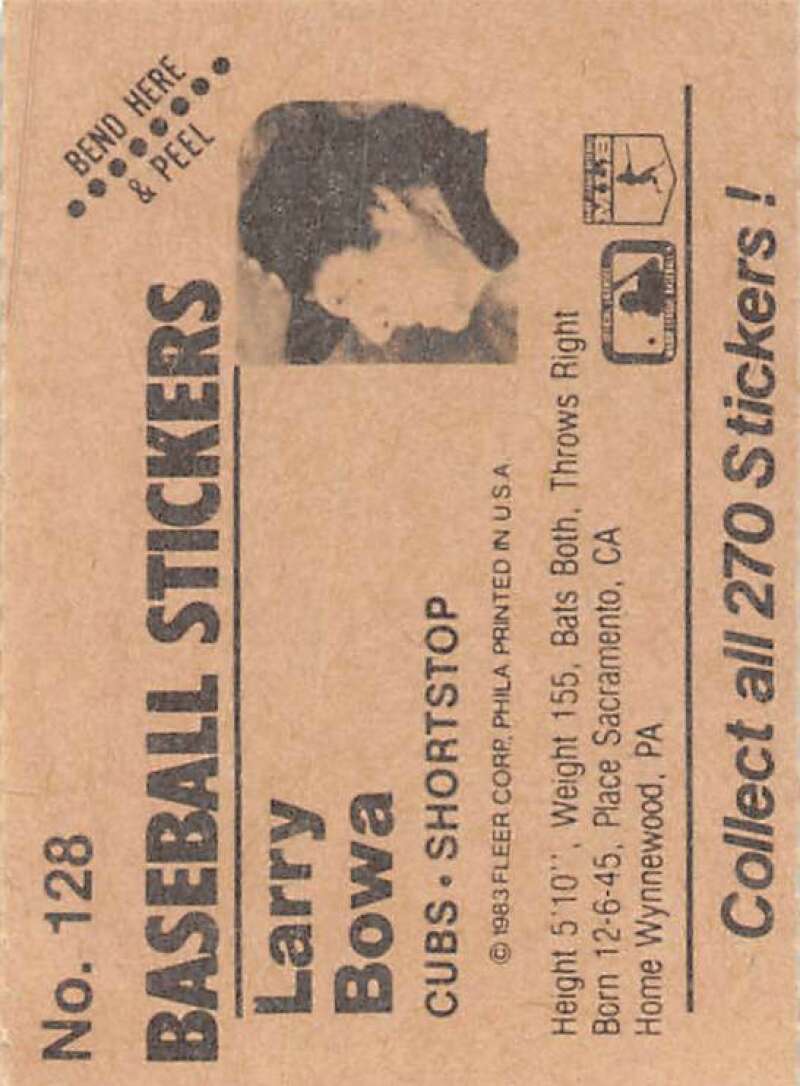 No. 128
BEND HERE
& PEEL
BASEBALL STICKERS
Larry
Bowa
CUBS • SHORTSTOP
© 1983 FLEER CORP., PHILA PRINTED IN U.S.A
Height 5'10'', Weight 155, Bats Both, Throws Right
Born 12-6-45, Place Sacramento, CA
Home Wynnewood, PA
Collect all 270 Stickers!